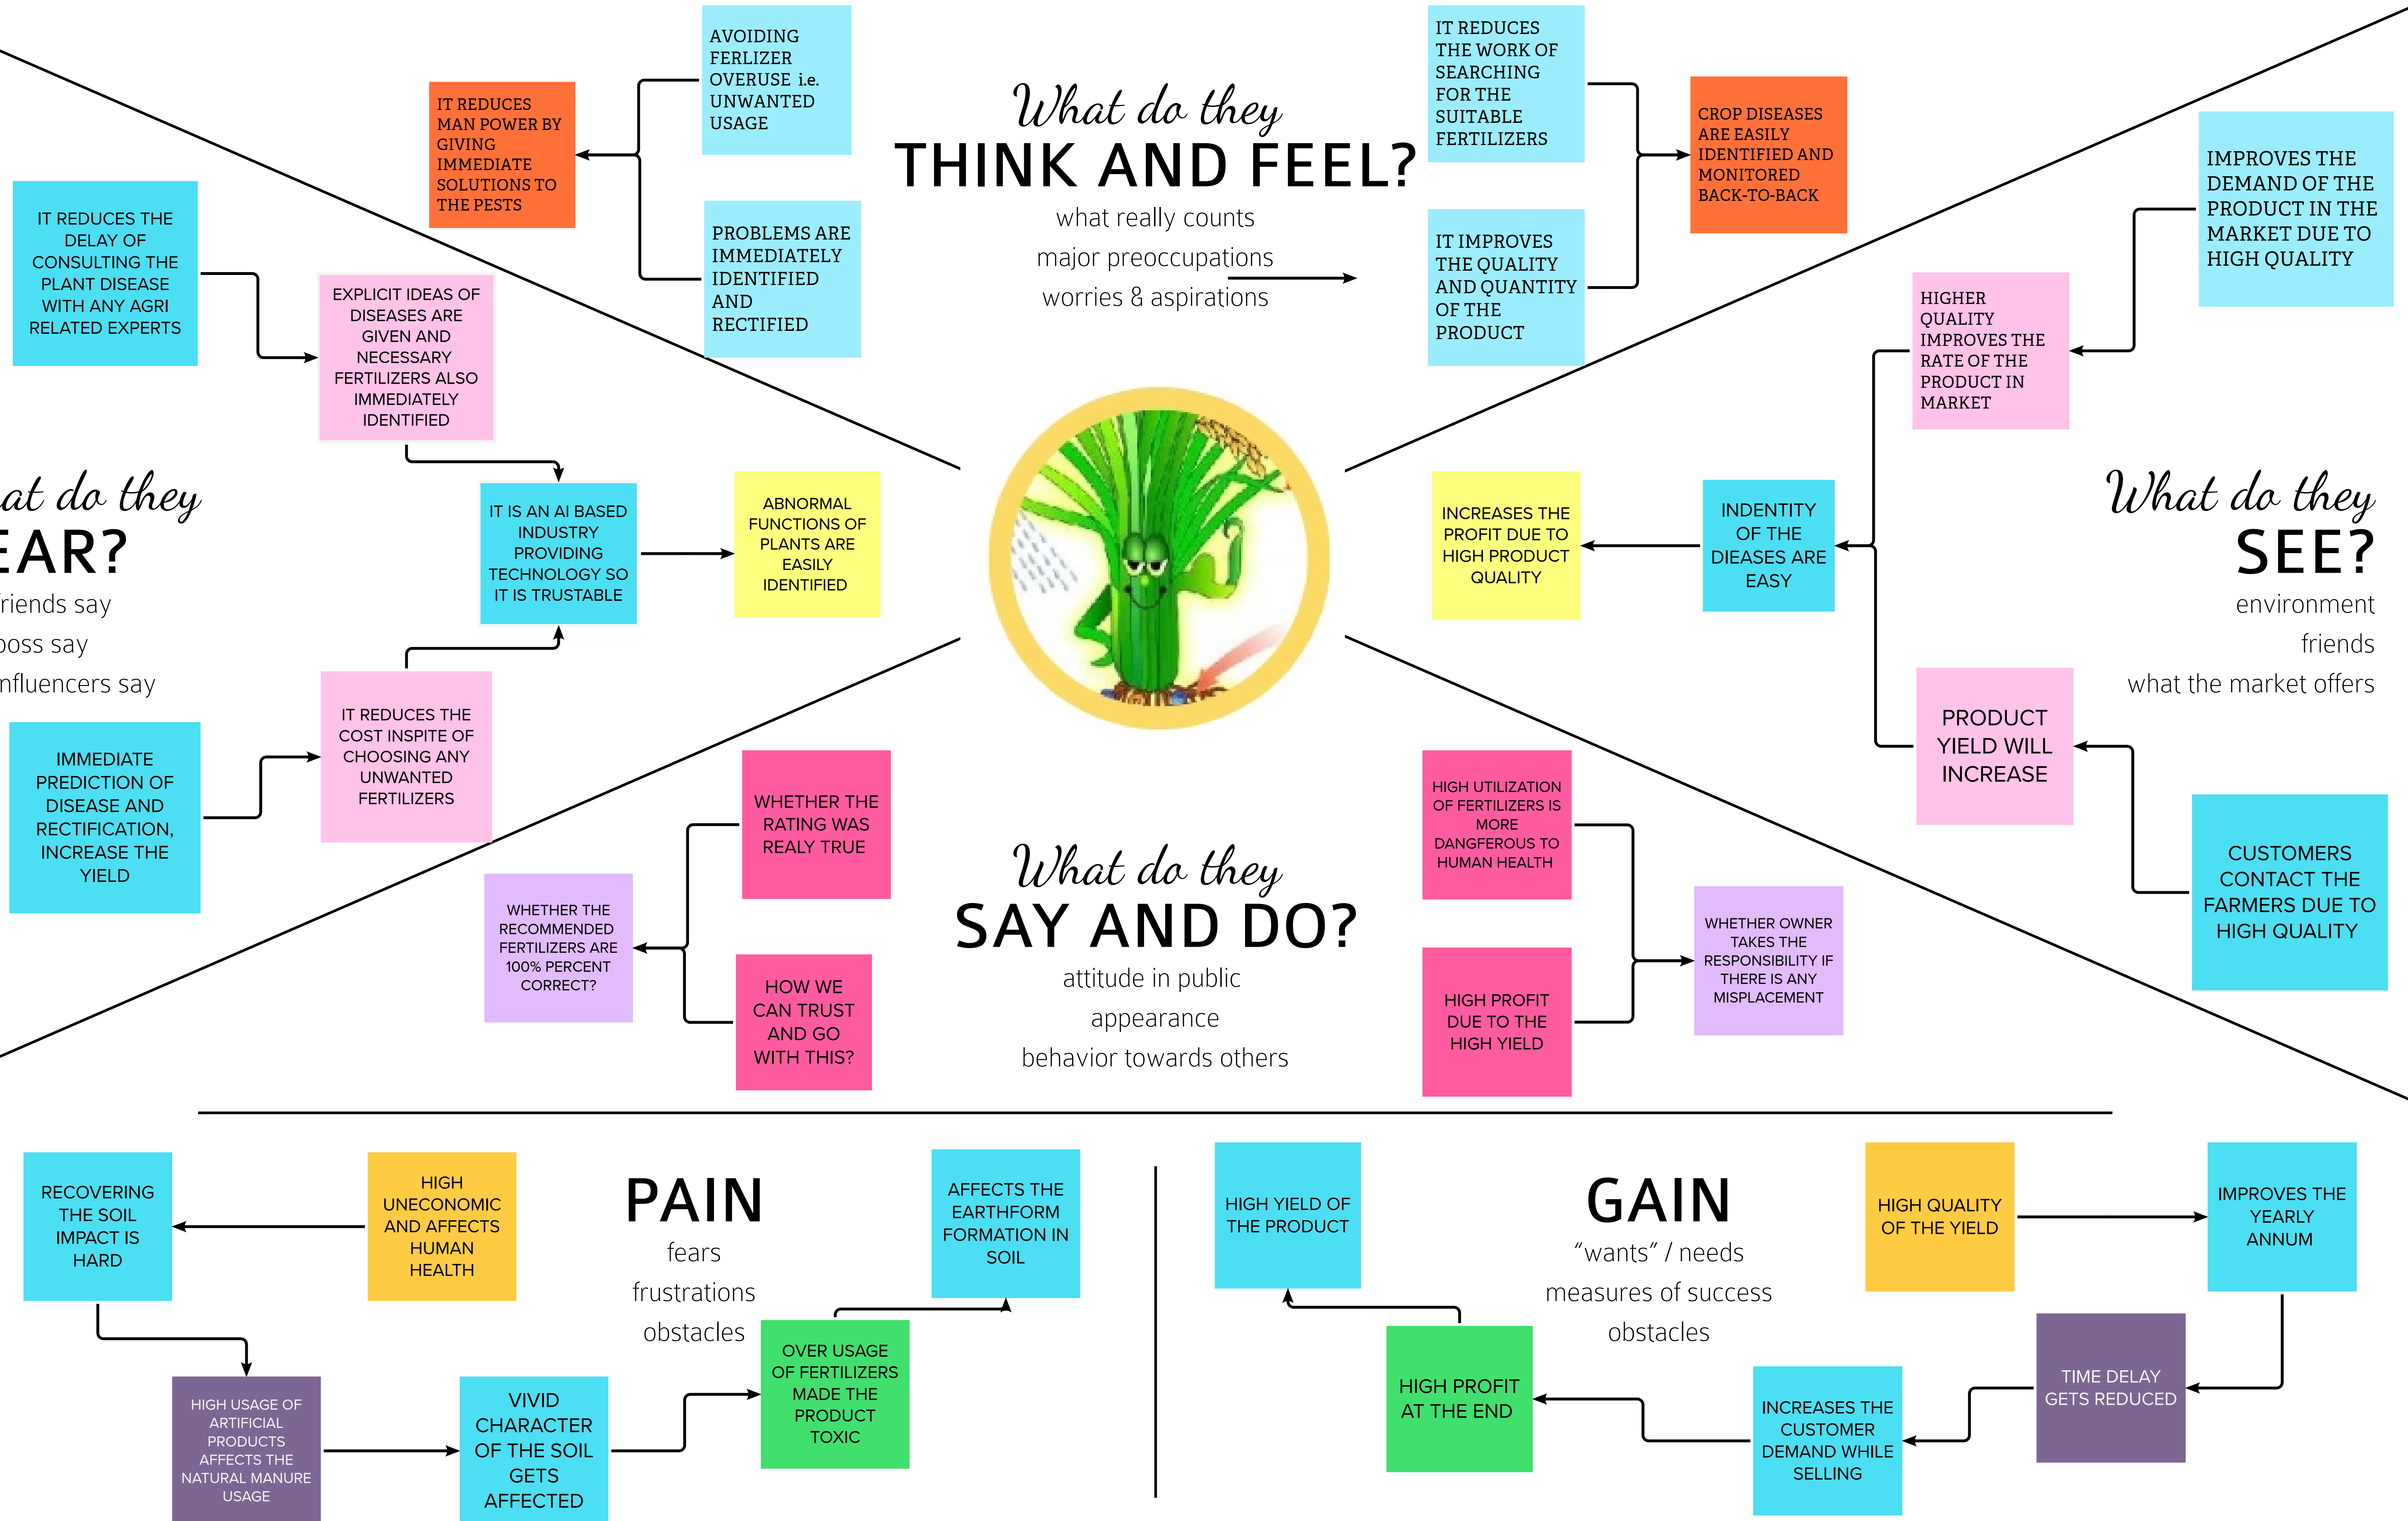 What do they
THINK AND FEEL?
what really counts
major preoccupations
worries & aspirations
AVOIDING
FERLIZER
OVERUSE i.e.
UNWANTED
USAGE
IT REDUCES
MAN POWER BY
GIVING
IMMEDIATE
SOLUTIONS TO
THE PESTS
PROBLEMS ARE
IMMEDIATELY
IDENTIFIED
AND
RECTIFIED
IT REDUCES
THE WORK OF
SEARCHING
FOR THE
SUITABLE
FERTILIZERS
CROP DISEASES
ARE EASILY
IDENTIFIED AND
MONITORED
BACK-TO-BACK
IT IMPROVES
THE QUALITY
AND QUANTITY
OF THE
PRODUCT
at do they
EAR?
riends say
boss say
nfluencers say
IT REDUCES THE
DELAY OF
CONSULTING THE
PLANT DISEASE
WITH ANY AGRI
RELATED EXPERTS
EXPLICIT IDEAS OF
DISEASES ARE
GIVEN AND
NECESSARY
FERTILIZERS ALSO
IMMEDIATELY
IDENTIFIED
IT IS AN AI BASED
INDUSTRY
PROVIDING
TECHNOLOGY SO
IT IS TRUSTABLE
ABNORMAL
FUNCTIONS OF
PLANTS ARE
EASILY
IDENTIFIED
IMMEDIATE
PREDICTION OF
DISEASE AND
RECTIFICATION,
INCREASE THE
YIELD
IT REDUCES THE
COST INSPITE OF
CHOOSING ANY
UNWANTED
FERTILIZERS
What do they
SEE?
environment
friends
what the market offers
IMPROVES THE
DEMAND OF THE
PRODUCT IN THE
MARKET DUE TO
HIGH QUALITY
HIGHER
QUALITY
IMPROVES THE
RATE OF THE
PRODUCT IN
MARKET
INCREASES THE
PROFIT DUE TO
HIGH PRODUCT
QUALITY
INDENTITY
OF THE
DIEASES ARE
EASY
PRODUCT
YIELD WILL
INCREASE
CUSTOMERS
CONTACT THE
FARMERS DUE TO
HIGH QUALITY
What do they
SAY AND DO?
attitude in public
appearance
behavior towards others
WHETHER THE
RATING WAS
REALY TRUE
WHETHER THE
RECOMMENDED
FERTILIZERS ARE
100% PERCENT
CORRECT?
HOW WE
CAN TRUST
AND GO
WITH THIS?
HIGH UTILIZATION
OF FERTILIZERS IS
MORE
DANGFEROUS TO
HUMAN HEALTH
WHETHER OWNER
TAKES THE
RESPONSIBILITY IF
THERE IS ANY
MISPLACEMENT
HIGH PROFIT
DUE TO THE
HIGH YIELD
PAIN
fears
frustrations
obstacles
RECOVERING
THE SOIL
IMPACT IS
HARD
HIGH
UNECONOMIC
AND AFFECTS
HUMAN
HEALTH
HIGH USAGE OF
ARTIFICIAL
PRODUCTS
AFFECTS THE
NATURAL MANURE
USAGE
VIVID
CHARACTER
OF THE SOIL
GETS
AFFECTED
OVER USAGE
OF FERTILIZERS
MADE THE
PRODUCT
TOXIC
AFFECTS THE
EARTHFORM
FORMATION IN
SOIL
GAIN
“wants” / needs
measures of success
obstacles
HIGH YIELD OF
THE PRODUCT
HIGH QUALITY
OF THE YIELD
IMPROVES THE
YEARLY
ANNUM
HIGH PROFIT
AT THE END
INCREASES THE
CUSTOMER
DEMAND WHILE
SELLING
TIME DELAY
GETS REDUCED